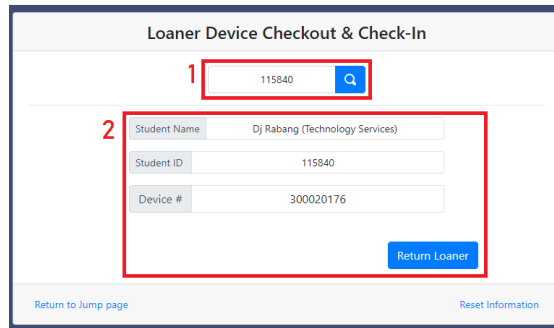 Loaner Device Checkout & Check-In
1
115840
2
Student Name Dj Rabang (Technology Services)
Student ID 115840
Device # 300020176
Return Loaner
Return to Jump page Reset Information